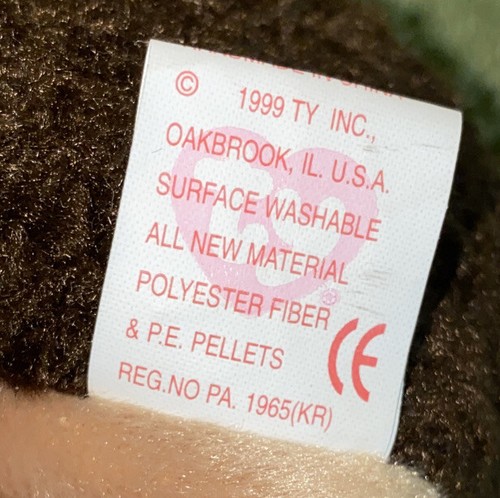 © 1999 TY INC.,
OAKBROOK, IL. U.S.A.
SURFACE WASHABLE
ALL NEW MATERIAL
POLYESTER FIBER
& P.E. PELLETS
REG.NO PA. 1965(KR)
CE
ty
®